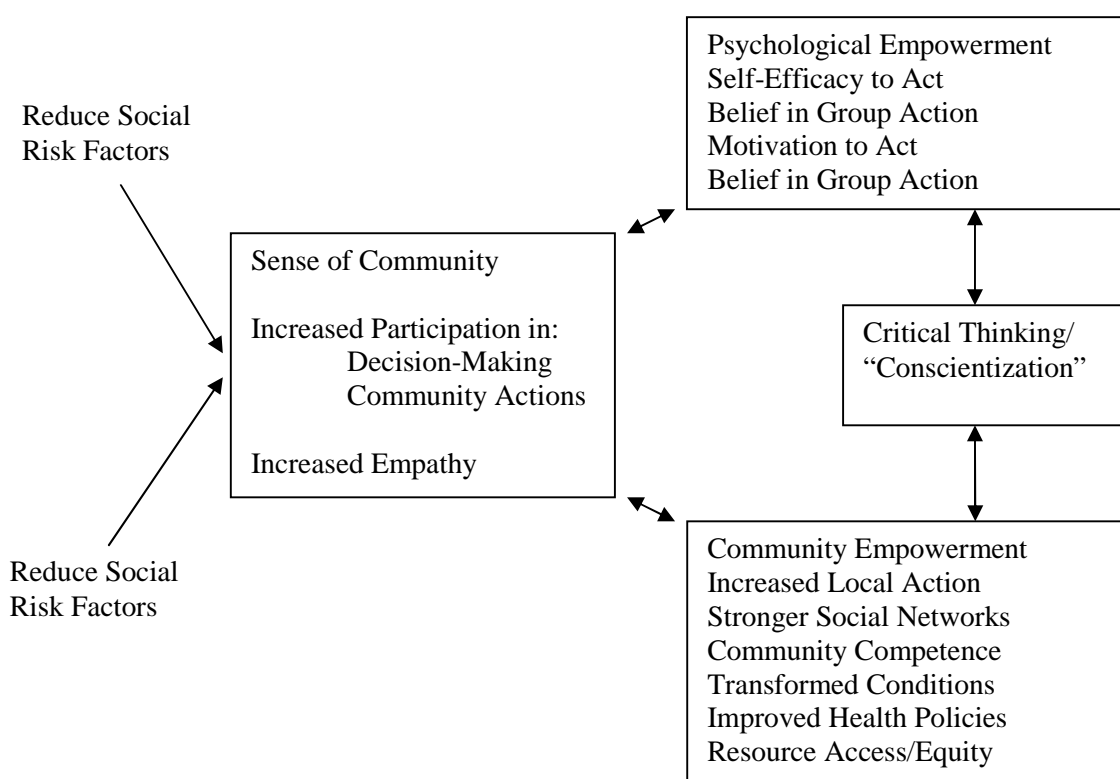 Psychological Empowerment
Self-Efficacy to Act
Belief in Group Action
Motivation to Act
Belief in Group Action
Reduce Social
Risk Factors
Sense of Community
Increased Participation in:
Decision-Making
Community Actions
Increased Empathy
Critical Thinking/
“Conscientization”
Reduce Social
Risk Factors
Community Empowerment
Increased Local Action
Stronger Social Networks
Community Competence
Transformed Conditions
Improved Health Policies
Resource Access/Equity